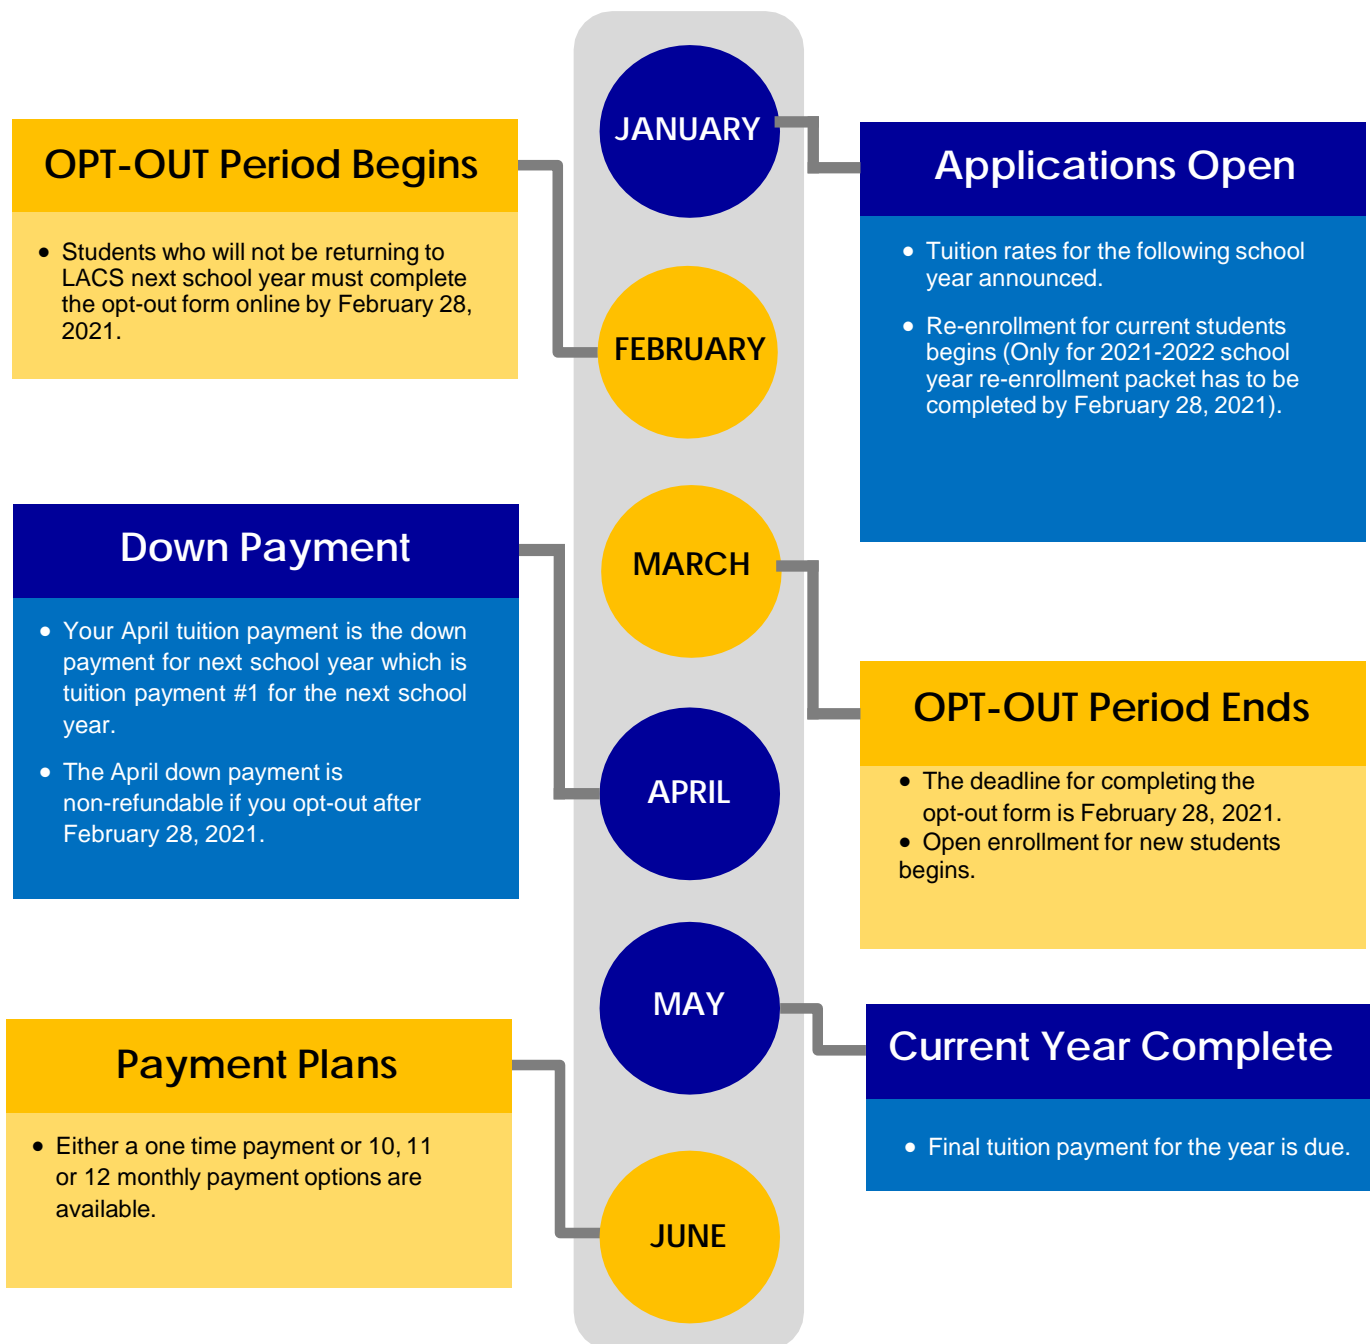 JANUARY
Applications Open
• Tuition rates for the following school
year announced.
• Re-enrollment for current students
begins (Only for 2021-2022 school
year re-enrollment packet has to be
completed by February 28, 2021).
OPT-OUT Period Begins
• Students who will not be returning to
LACS next school year must complete
the opt-out form online by February 28,
2021.
FEBRUARY
MARCH
OPT-OUT Period Ends
• The deadline for completing the
opt-out form is February 28, 2021.
• Open enrollment for new students
begins.
Down Payment
• Your April tuition payment is the down
payment for next school year which is
tuition payment #1 for the next school
year.
• The April down payment is
non-refundable if you opt-out after
February 28, 2021.
APRIL
MAY
Current Year Complete
• Final tuition payment for the year is due.
Payment Plans
• Either a one time payment or 10, 11
or 12 monthly payment options are
available.
JUNE